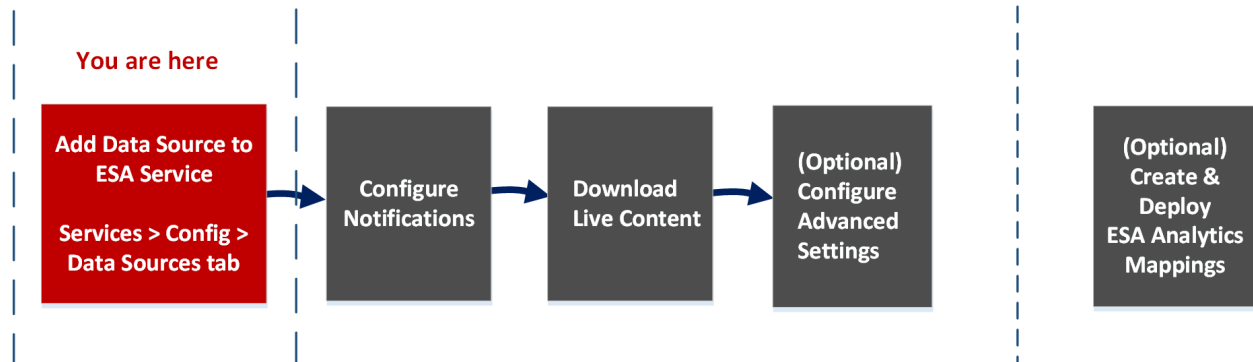 You are here
Add Data Source to
ESA Service
Services > Config >
Data Sources tab
Configure
Notifications
Download
Live Content
(Optional)
Configure
Advanced
Settings
(Optional)
Create &
Deploy
ESA Analytics
Mappings